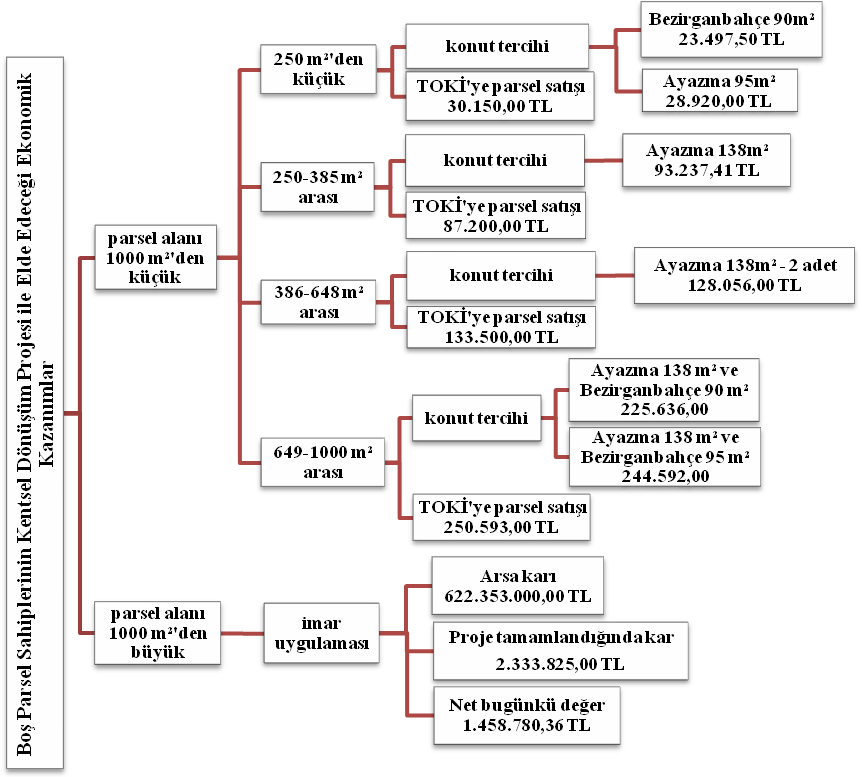 Boş Parsel Sahiplerinin Kentsel Dönüşüm Projesi ile Elde Edeceği Ekonomik
Kazanımlar
parsel alanı
1000 m²'den
küçük
250 m²'den
küçük
konut tercihi
Bezirganbahçe 90m²
23.497,50 TL
Ayazma 95m²
28.920,00 TL
TOKİ'ye parsel satışı
30.150,00 TL
250-385 m²
arası
konut tercihi
Ayazma 138m²
93.237,41 TL
TOKİ'ye parsel satışı
87.200,00 TL
386-648 m²
arası
konut tercihi
Ayazma 138m² - 2 adet
128.056,00 TL
TOKİ'ye parsel satışı
133.500,00 TL
649-1000 m²
arası
konut tercihi
Ayazma 138 m² ve
Bezirganbahçe 90 m²
225.636,00
Ayazma 138 m² ve
Bezirganbahçe 95 m²
244.592,00
TOKİ'ye parsel satışı
250.593,00 TL
parsel alanı
1000 m²'den
büyük
imar
uygulaması
Arsa karı
622.353.000,00 TL
Proje tamamlandığında kar
2.333.825,00 TL
Net bugünkü değer
1.458.780,36 TL